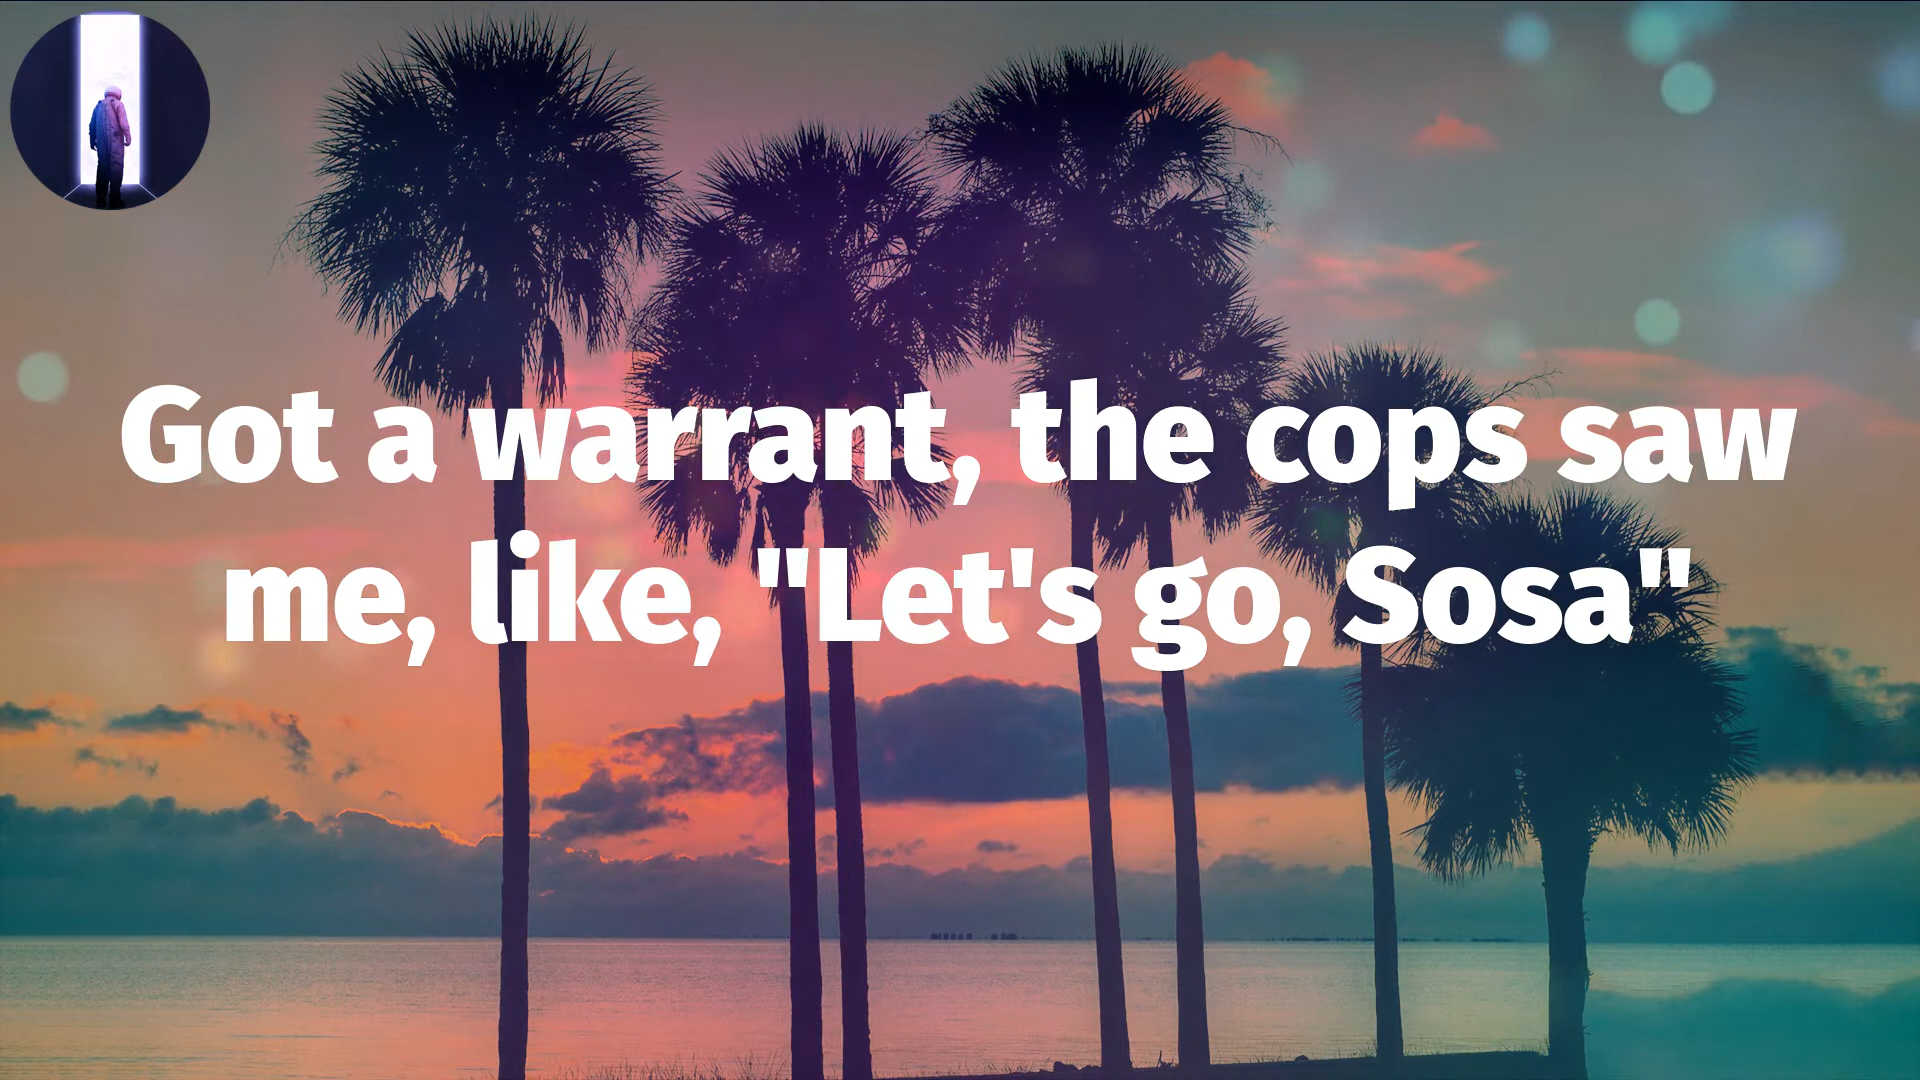 Got a warrant, the cops saw
me, like, "Let's go, Sosa"